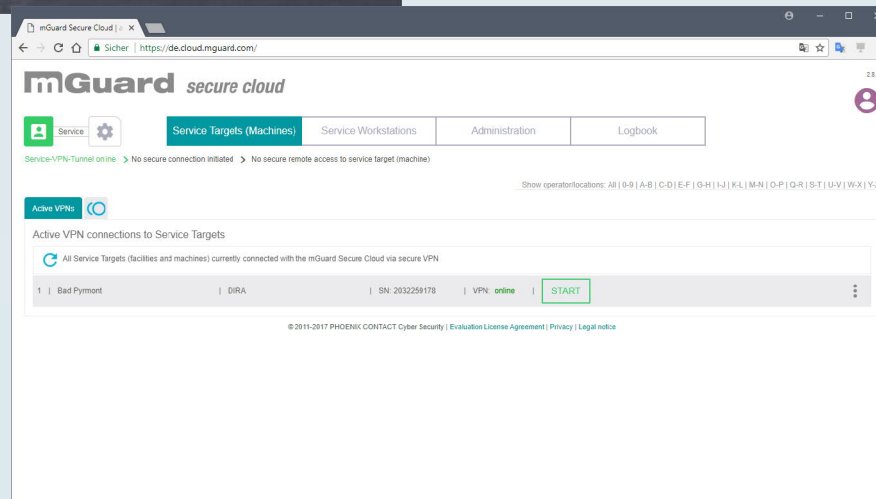 mGuard Secure Cloud | a
Sicher | https://de.cloud.mguard.com/
2.8.
mGuard secure cloud
Service
Service Targets (Machines)
Service Workstations
Administration
Logbook
Service-VPN-Tunnel online > No secure connection initiated > No secure remote access to service target (machine)
Show operator/locations: All | 0-9 | A-B | C-D | E-F | G-H | I-J | K-L | M-N | O-P | Q-R | S-T | U-V | W-X | Y-Z
Active VPNs
Active VPN connections to Service Targets
All Service Targets (facilities and machines) currently connected with the mGuard Secure Cloud via secure VPN
1 | Bad Pyrmont | DIRA | SN: 2032259178 | VPN: online | START
© 2011-2017 PHOENIX CONTACT Cyber Security | Evaluation License Agreement | Privacy | Legal notice